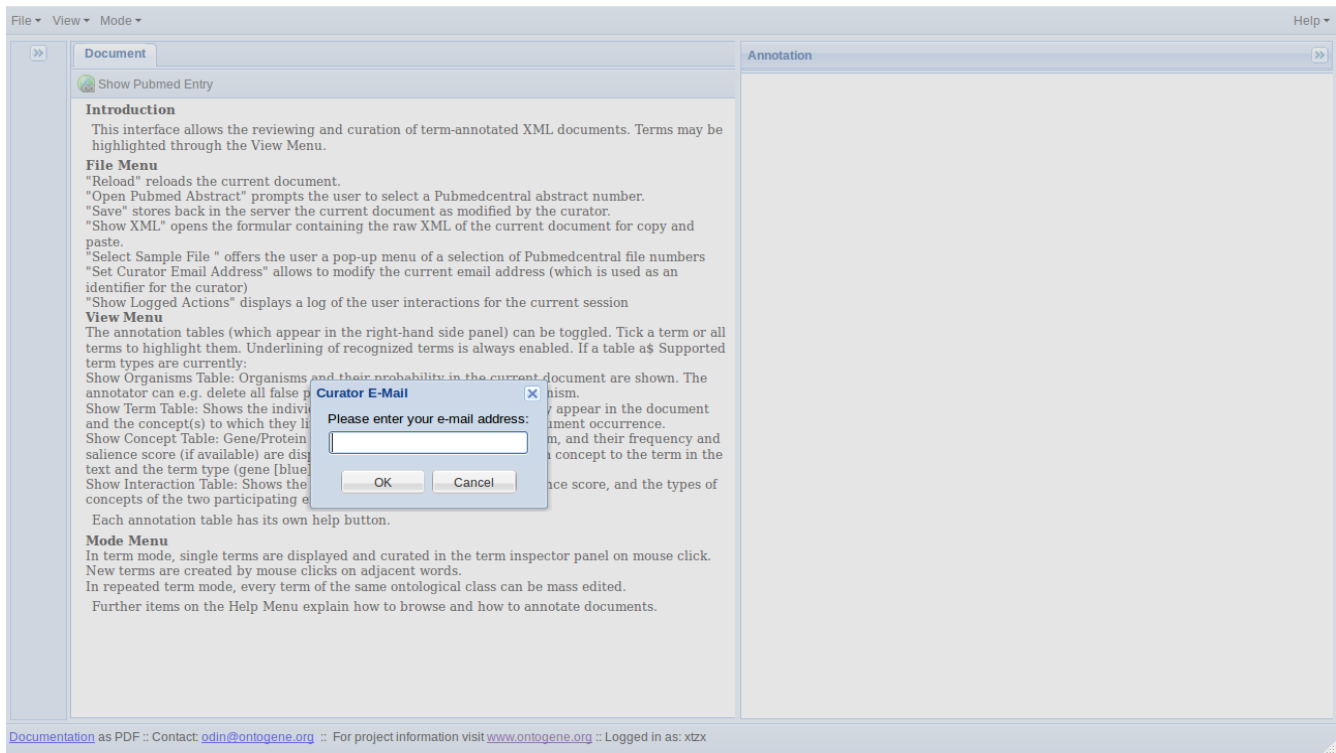 File View Mode Help
Document
Annotation
Show Pubmed Entry
Introduction
This interface allows the reviewing and curation of term-annotated XML documents. Terms may be
highlighted through the View Menu.
File Menu
"Reload" reloads the current document.
"Open Pubmed Abstract" prompts the user to select a Pubmedcentral abstract number.
"Save" stores back in the server the current document as modified by the curator.
"Show XML" opens the formular containing the raw XML of the current document for copy and
paste.
"Select Sample File " offers the user a pop-up menu of a selection of Pubmedcentral file numbers
"Set Curator Email Address" allows to modify the current email address (which is used as an
identifier for the curator)
"Show Logged Actions" displays a log of the user interactions for the current session
View Menu
The annotation tables (which appear in the right-hand side panel) can be toggled. Tick a term or all
terms to highlight them. Underlining of recognized terms is always enabled. If a table a$ Supported
term types are currently:
Show Organisms Table: Organisms and their probability in the current document are shown. The
annotator can e.g. delete all false p nism.
Show Term Table: Shows the indivi y appear in the document
and the concept(s) to which they li ument occurrence.
Show Concept Table: Gene/Protein m, and their frequency and
salience score (if available) are disp concept to the term in the
text and the term type (gene [blue]
Show Interaction Table: Shows the nce score, and the types of
concepts of the two participating e
Each annotation table has its own help button.
Mode Menu
In term mode, single terms are displayed and curated in the term inspector panel on mouse click.
New terms are created by mouse clicks on adjacent words.
In repeated term mode, every term of the same ontological class can be mass edited.
Further items on the Help Menu explain how to browse and how to annotate documents.
Curator E-Mail
Please enter your e-mail address:
OK Cancel
Documentation as PDF :: Contact: odin@ontogene.org :: For project information visit www.ontogene.org :: Logged in as: xtzx